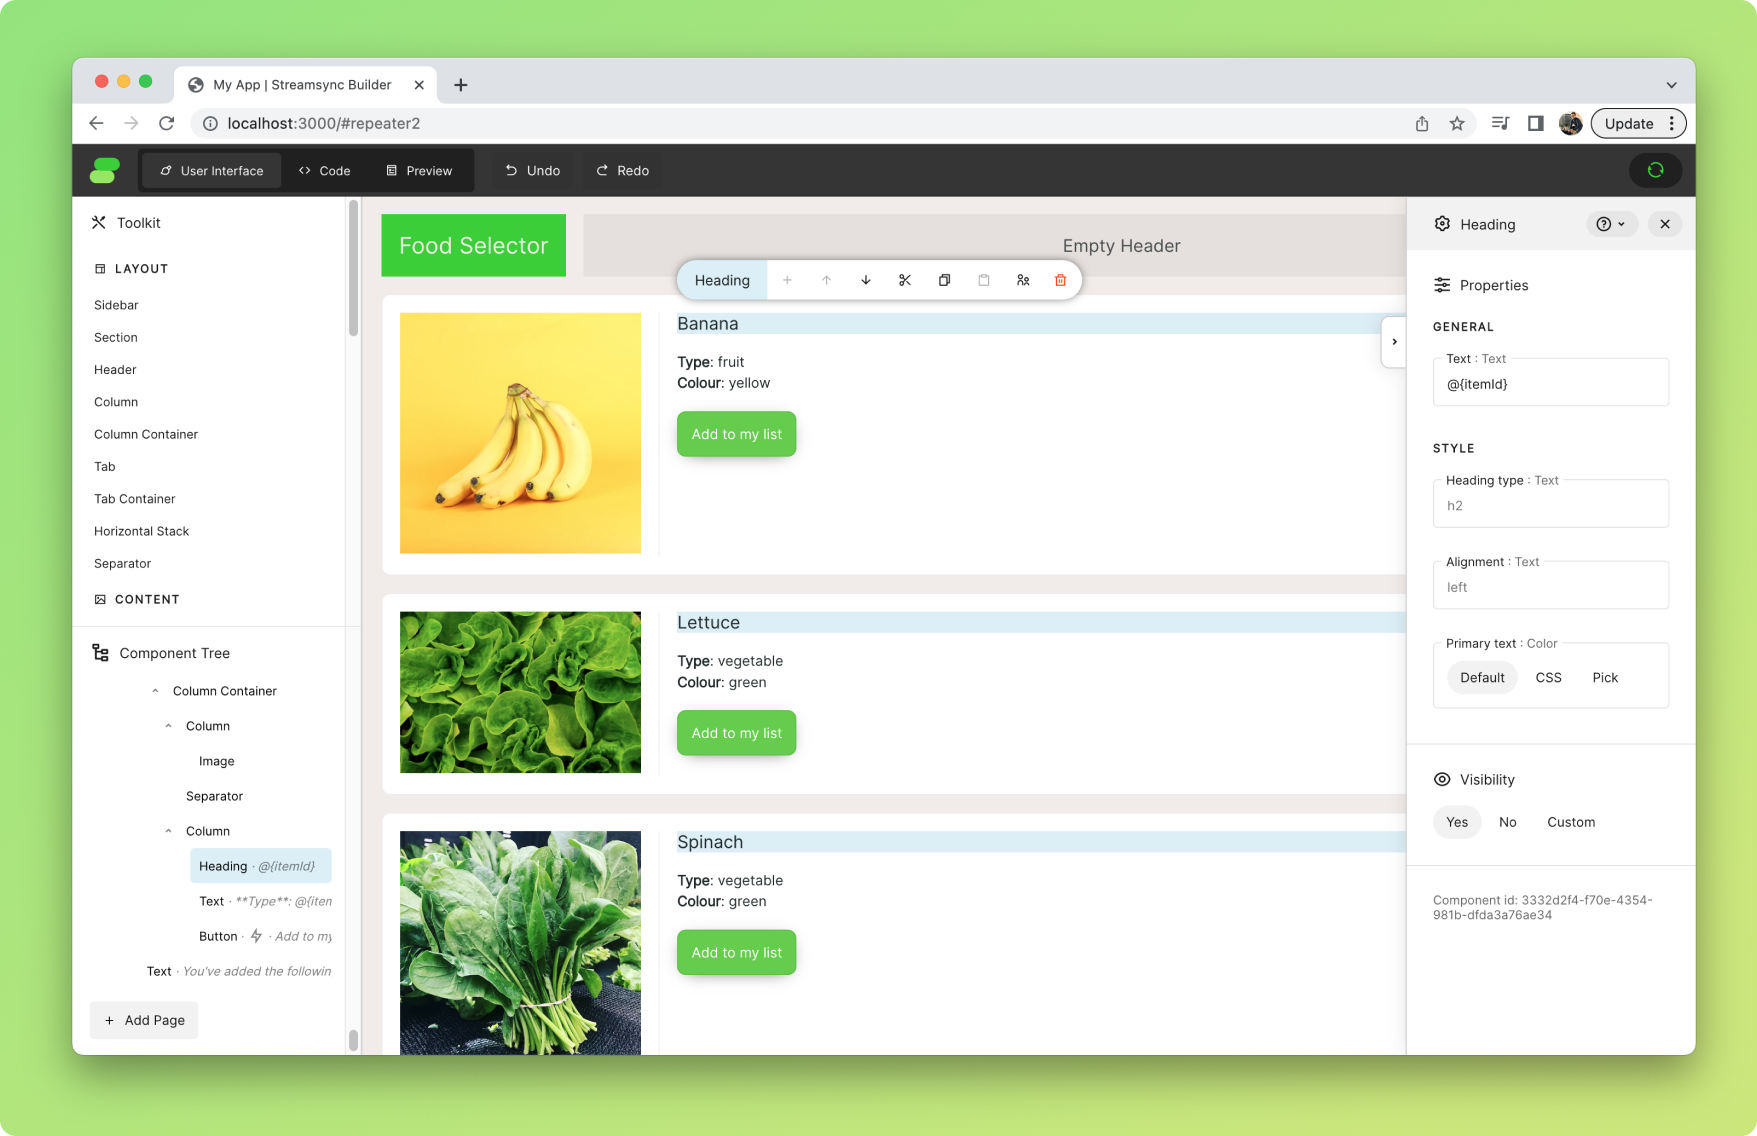 My App | Streamsync Builder
localhost:3000/#repeater2
Update
User Interface
Code
Preview
Undo
Redo
Toolkit
LAYOUT
Sidebar
Section
Header
Column
Column Container
Tab
Tab Container
Horizontal Stack
Separator
CONTENT
Component Tree
Column Container
Column
Image
Separator
Column
Heading · @{itemId}
Text · **Type**: @{iten
Button · · Add to my
Text · You've added the followin
+ Add Page
Food Selector
Empty Header
Heading
Banana
Type: fruit
Colour: yellow
Add to my list
Lettuce
Type: vegetable
Colour: green
Add to my list
Spinach
Type: vegetable
Colour: green
Add to my list
Heading
Properties
GENERAL
Text : Text
@{itemId}
STYLE
Heading type : Text
h2
Alignment : Text
left
Primary text : Color
Default
CSS
Pick
Visibility
Yes
No
Custom
Component id: 3332d2f4-f70e-4354-
981b-dfda3a76ae34